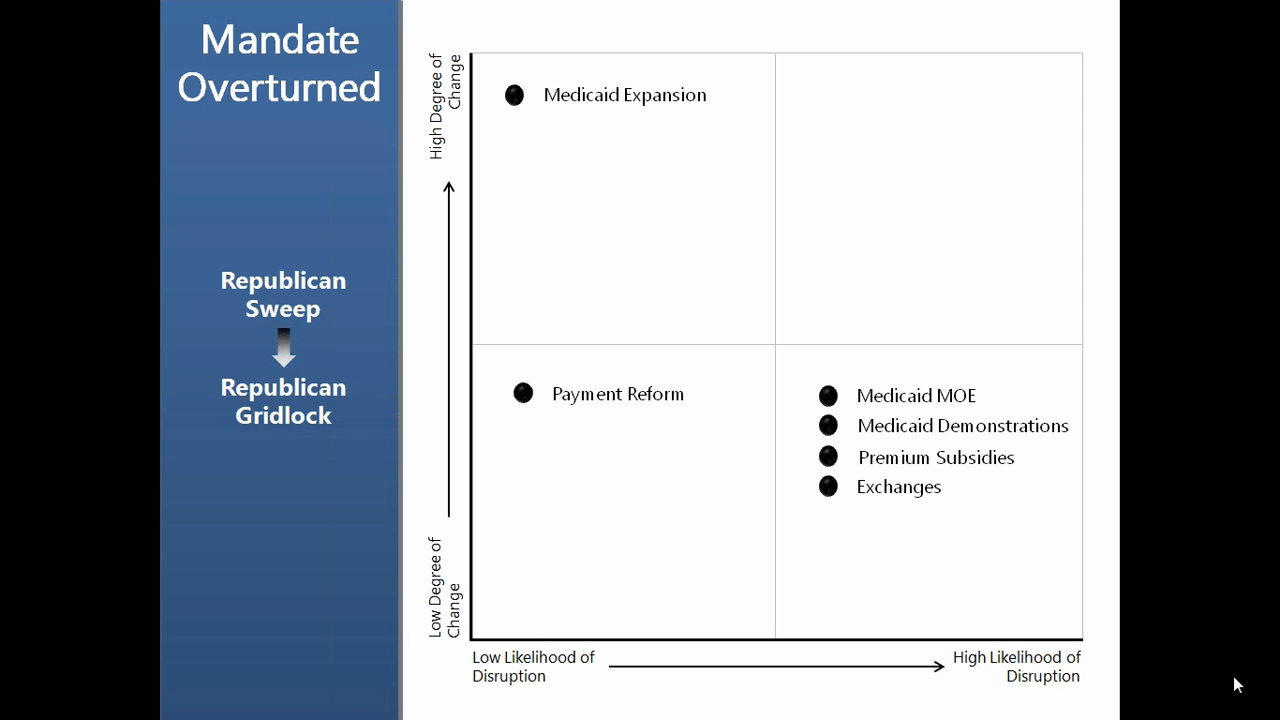 Mandate
Overturned
Republican
Sweep
Republican
Gridlock
High Degree of
Change
Low Degree of
Change
Medicaid Expansion
Payment Reform
Medicaid MOE
Medicaid Demonstrations
Premium Subsidies
Exchanges
Low Likelihood of
Disruption
High Likelihood of
Disruption